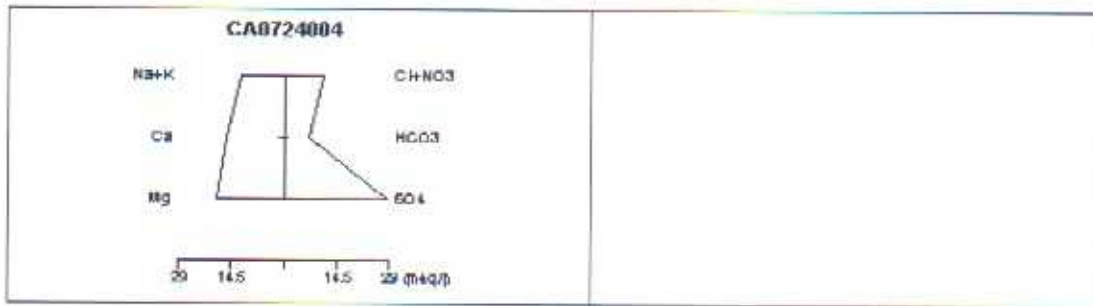 CA0724004
Na+K Cl+NO3
Ca HCO3
Mg SO4
29 14.5 14.5 29 (meq/l)